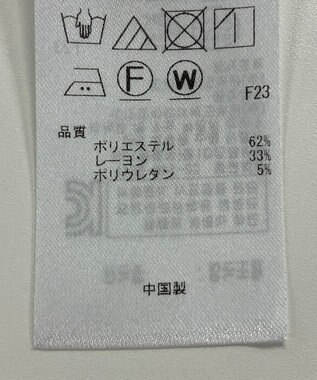 F W
F23
品質
ポリエステル 62%
レーヨン 33%
ポリウレタン 5%
中国製